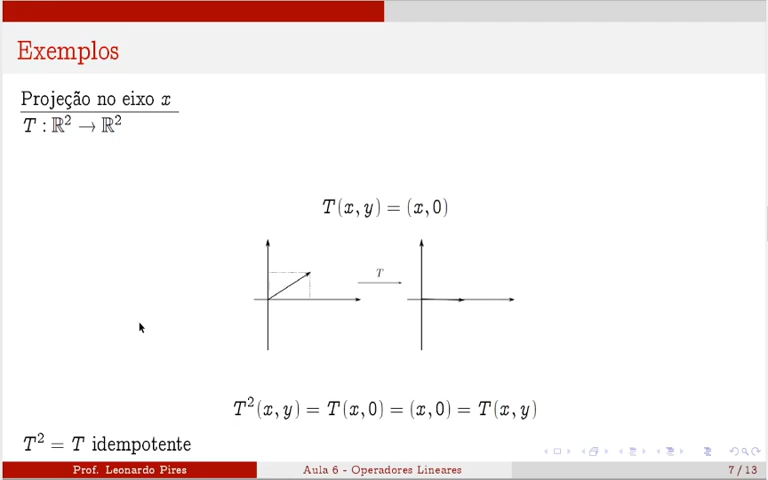 Exemplos
Projeção no eixo x
T : ℝ² → ℝ²
T(x, y) = (x, 0)
T
T²(x, y) = T(x, 0) = (x, 0) = T(x, y)
T² = T idempotente
Prof. Leonardo Pires
Aula 6 - Operadores Lineares
7 / 13